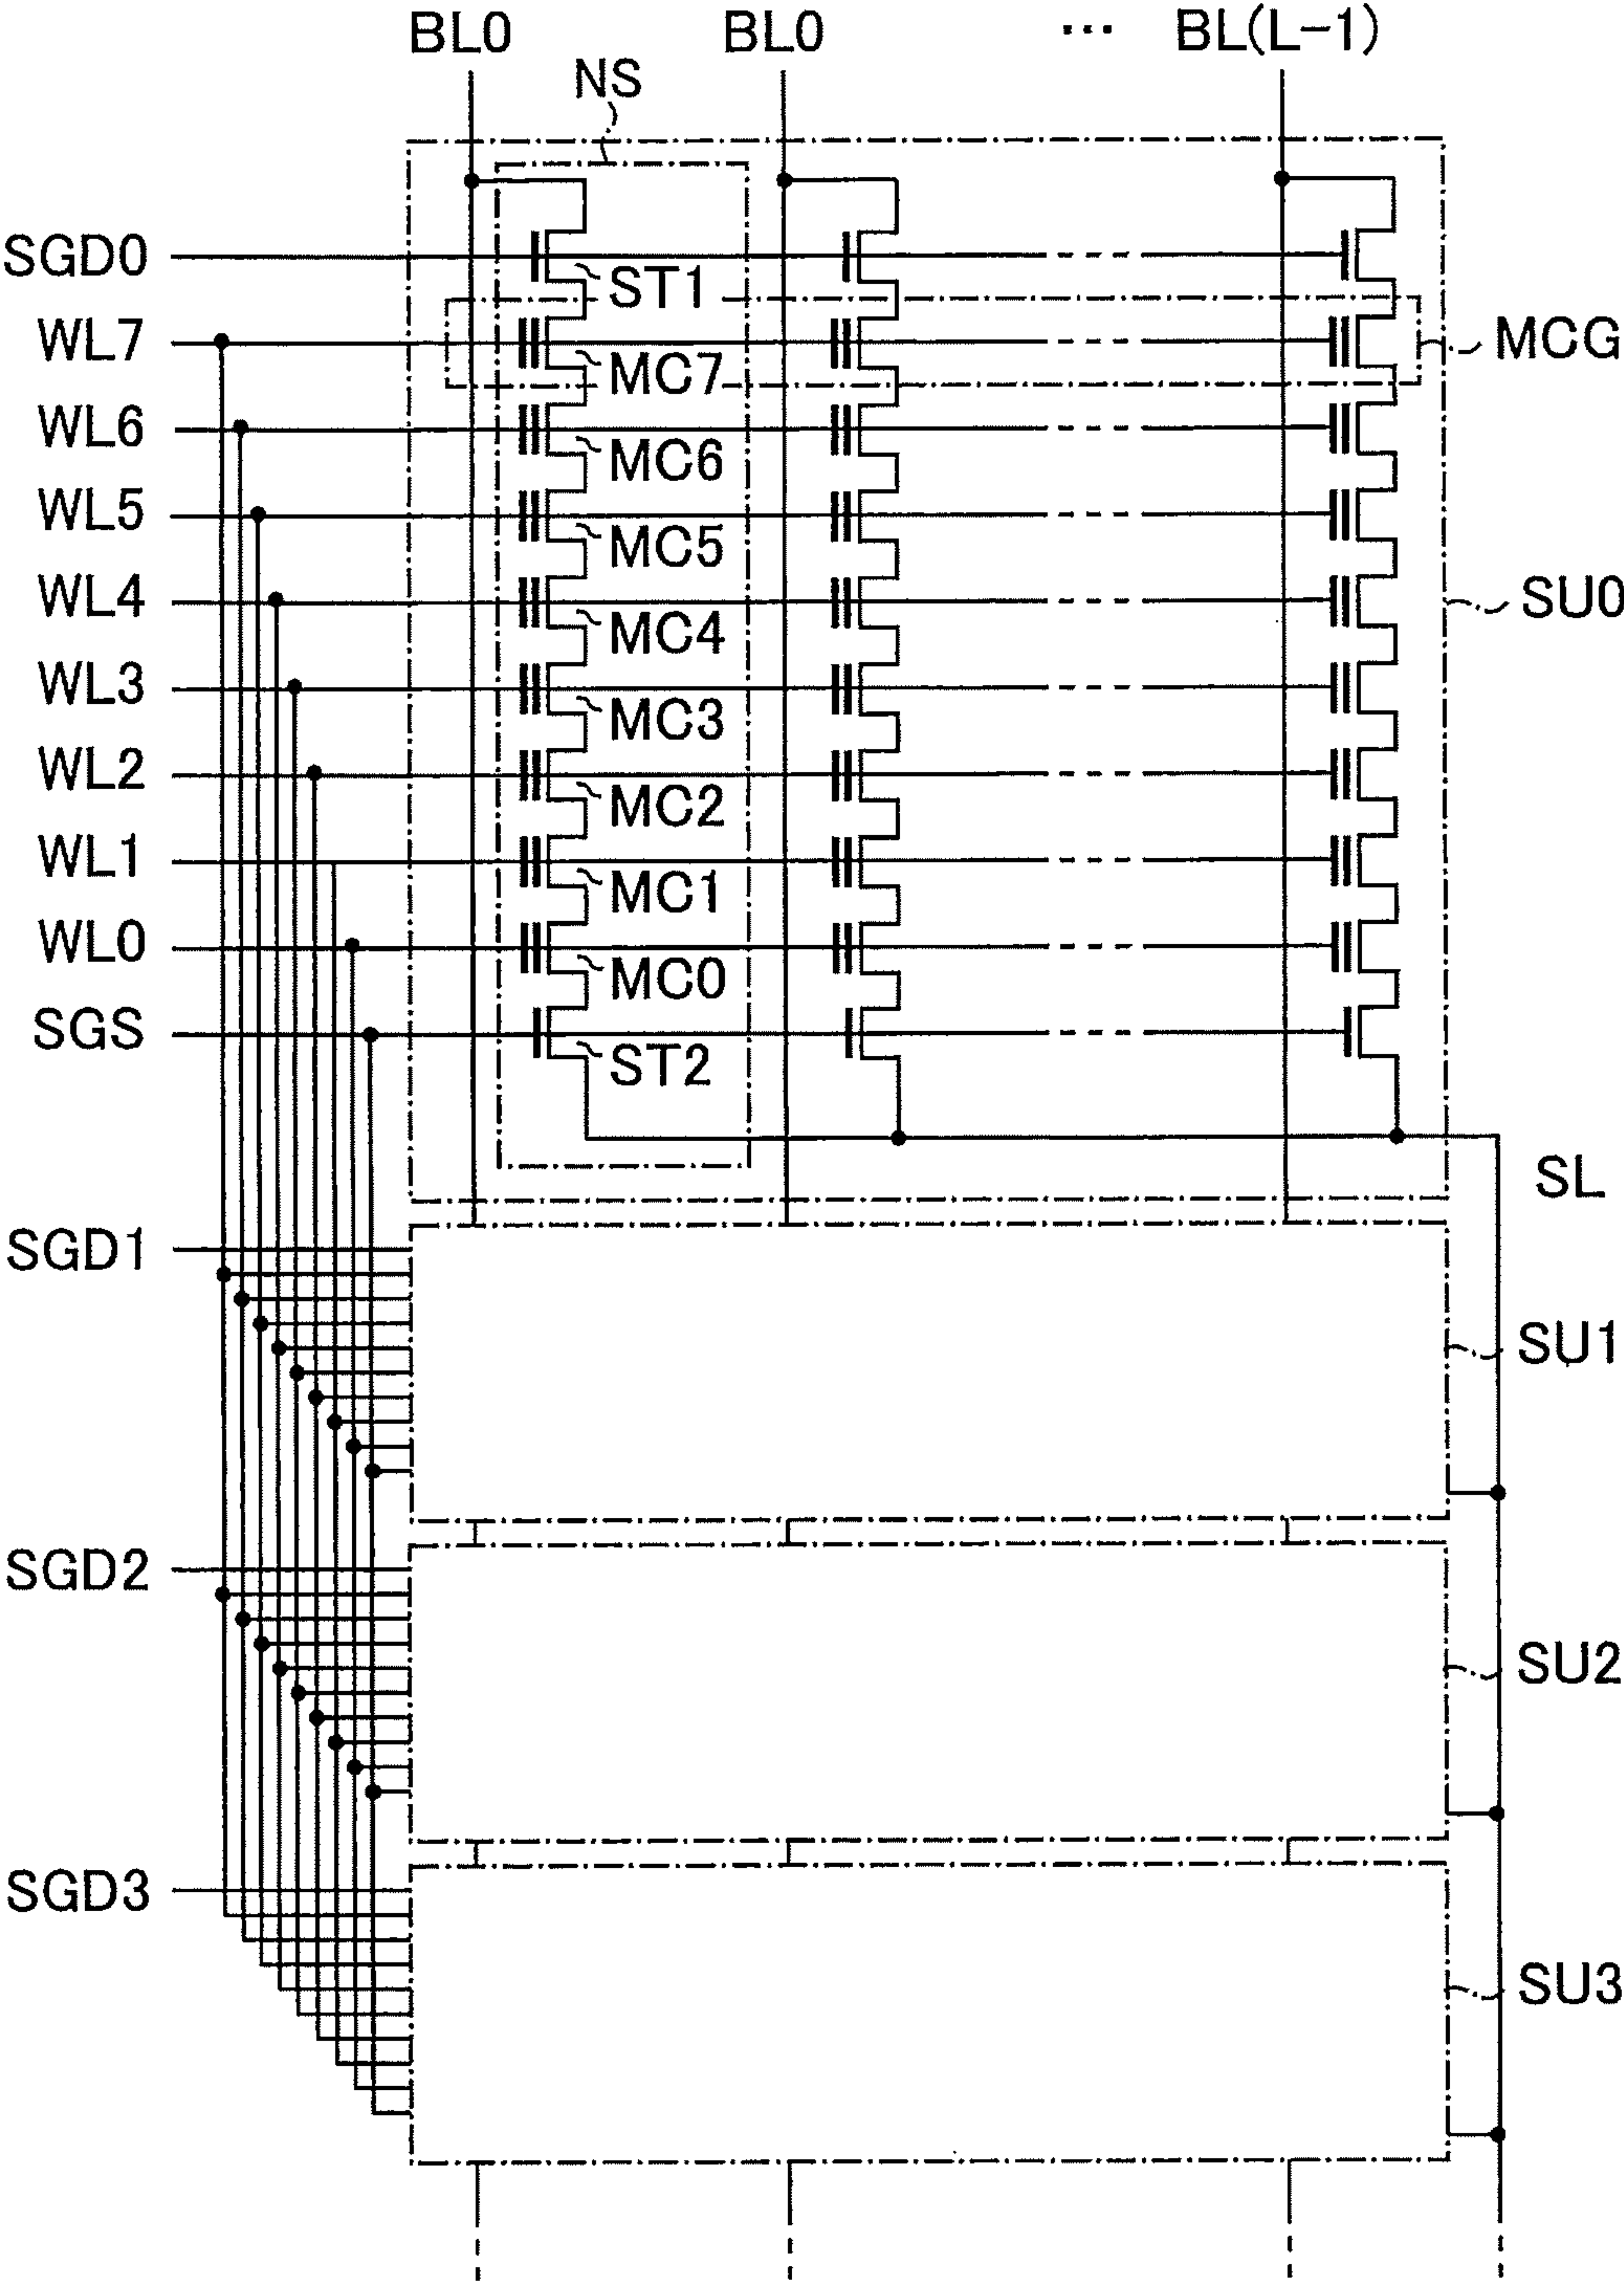 BL0 BL0 ... BL(L-1)
NS
SGD0
ST1
WL7
MC7
MCG
WL6
MC6
WL5
MC5
WL4
MC4
SU0
WL3
MC3
WL2
MC2
WL1
MC1
WL0
MC0
SGS
ST2
SL
SGD1
SU1
SGD2
SU2
SGD3
SU3